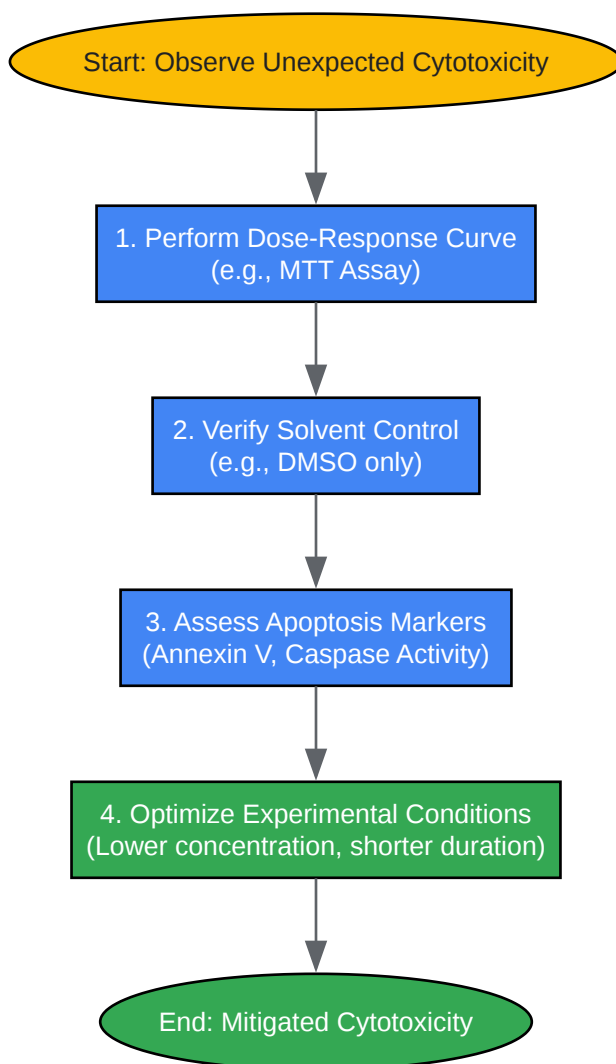 Start: Observe Unexpected Cytotoxicity
1. Perform Dose-Response Curve
(e.g., MTT Assay)
2. Verify Solvent Control
(e.g., DMSO only)
3. Assess Apoptosis Markers
(Annexin V, Caspase Activity)
4. Optimize Experimental Conditions
(Lower concentration, shorter duration)
End: Mitigated Cytotoxicity